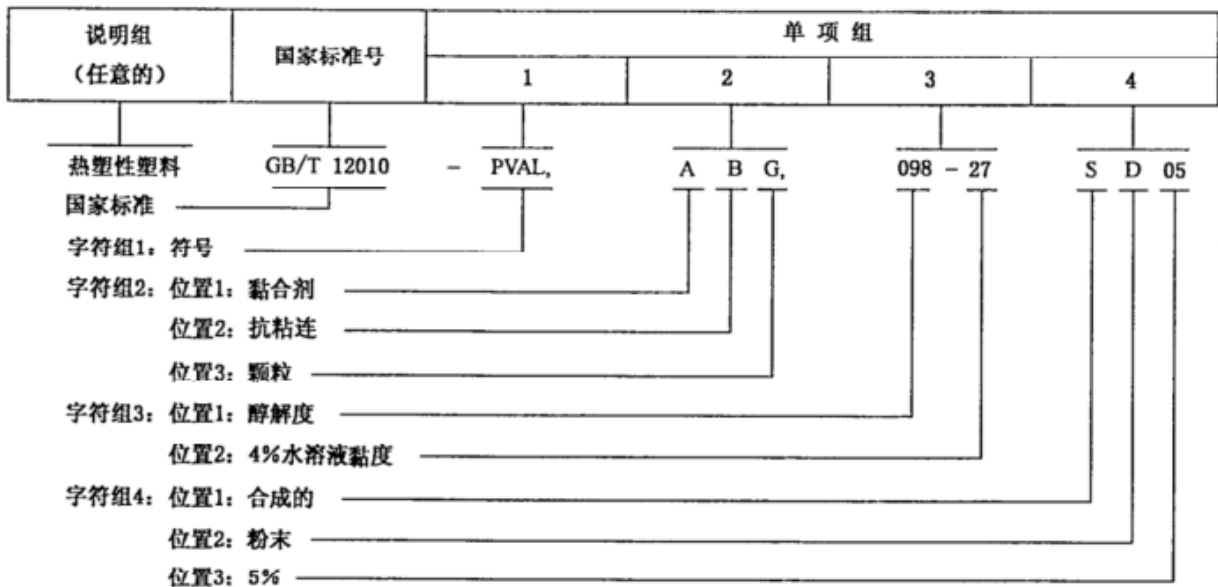 说明组
（任意的）
国家标准号
单 项 组
1 2 3 4
热塑性塑料 GB/T 12010 - PVAL, A B G, 098 - 27 S D 05
国家标准
字符组1：符号
字符组2：位置1：黏合剂
位置2：抗粘连
位置3：颗粒
字符组3：位置1：醇解度
位置2：4%水溶液黏度
字符组4：位置1：合成的
位置2：粉末
位置3：5%